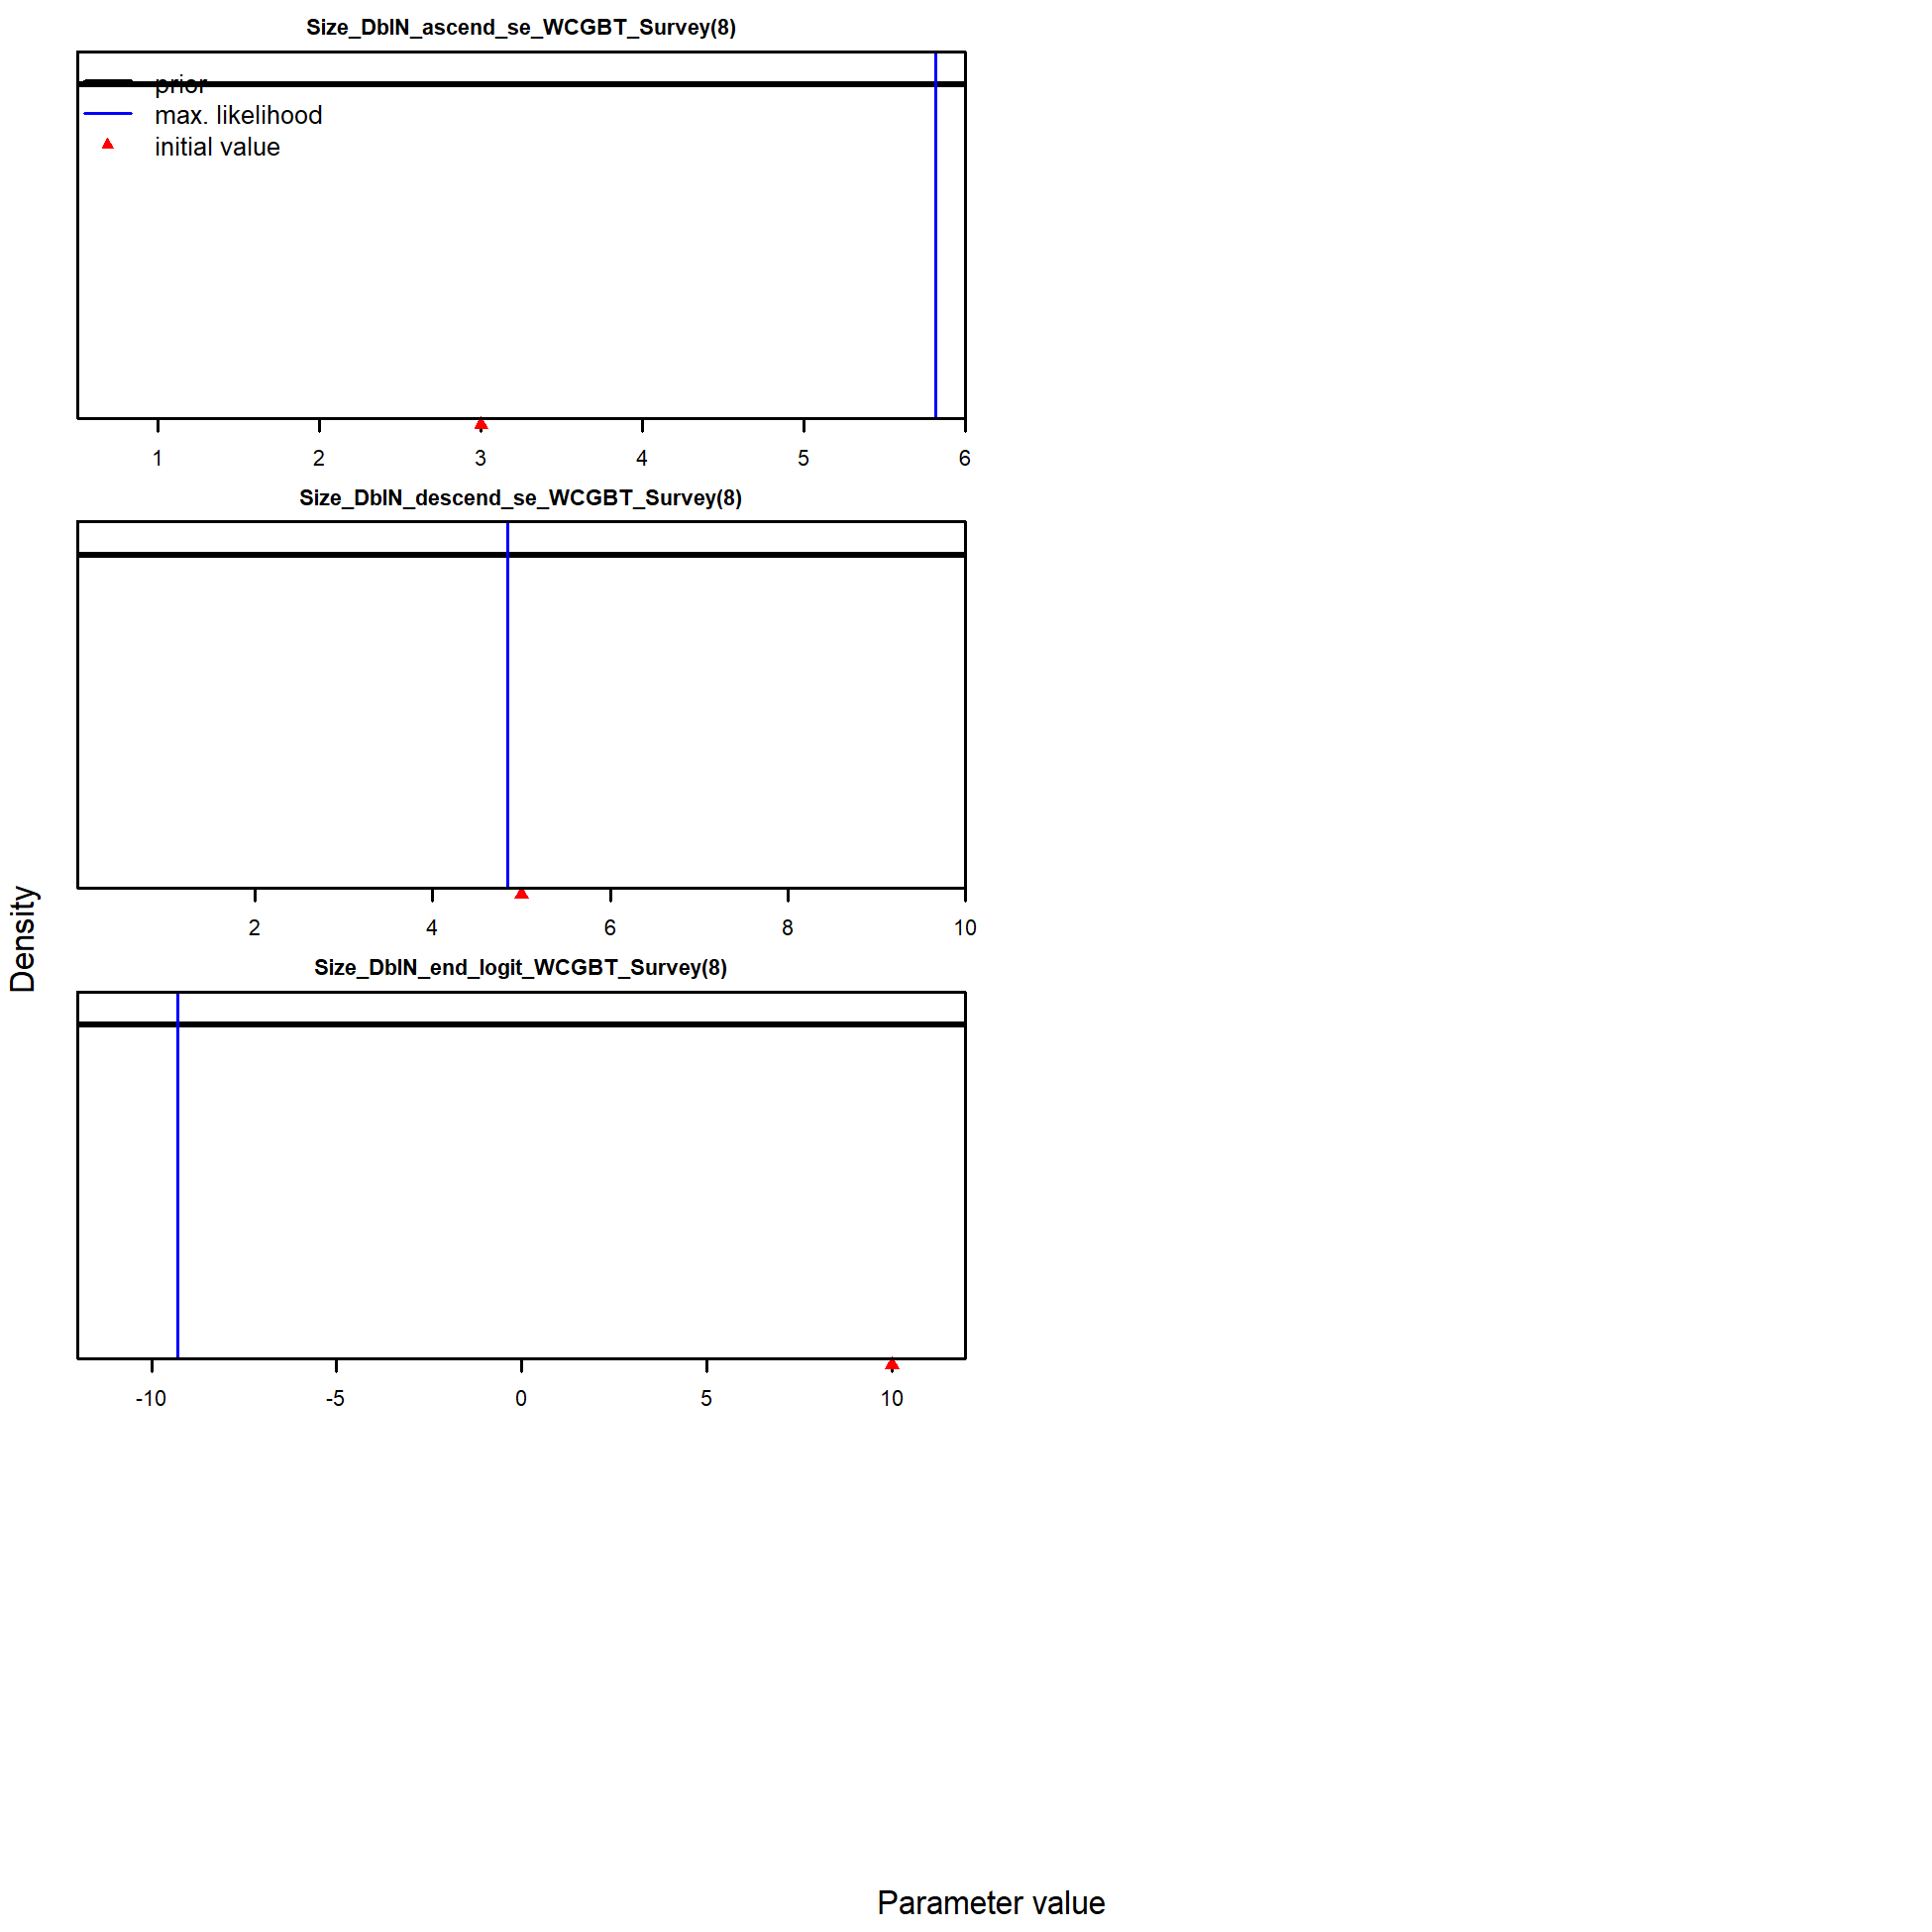 Size_DblN_ascend_se_WCGBT_Survey(8)
prior
max. likelihood
initial value
1 2 3 4 5 6
Size_DblN_descend_se_WCGBT_Survey(8)
2 4 6 8 10
Size_DblN_end_logit_WCGBT_Survey(8)
-10 -5 0 5 10
Density
Parameter value